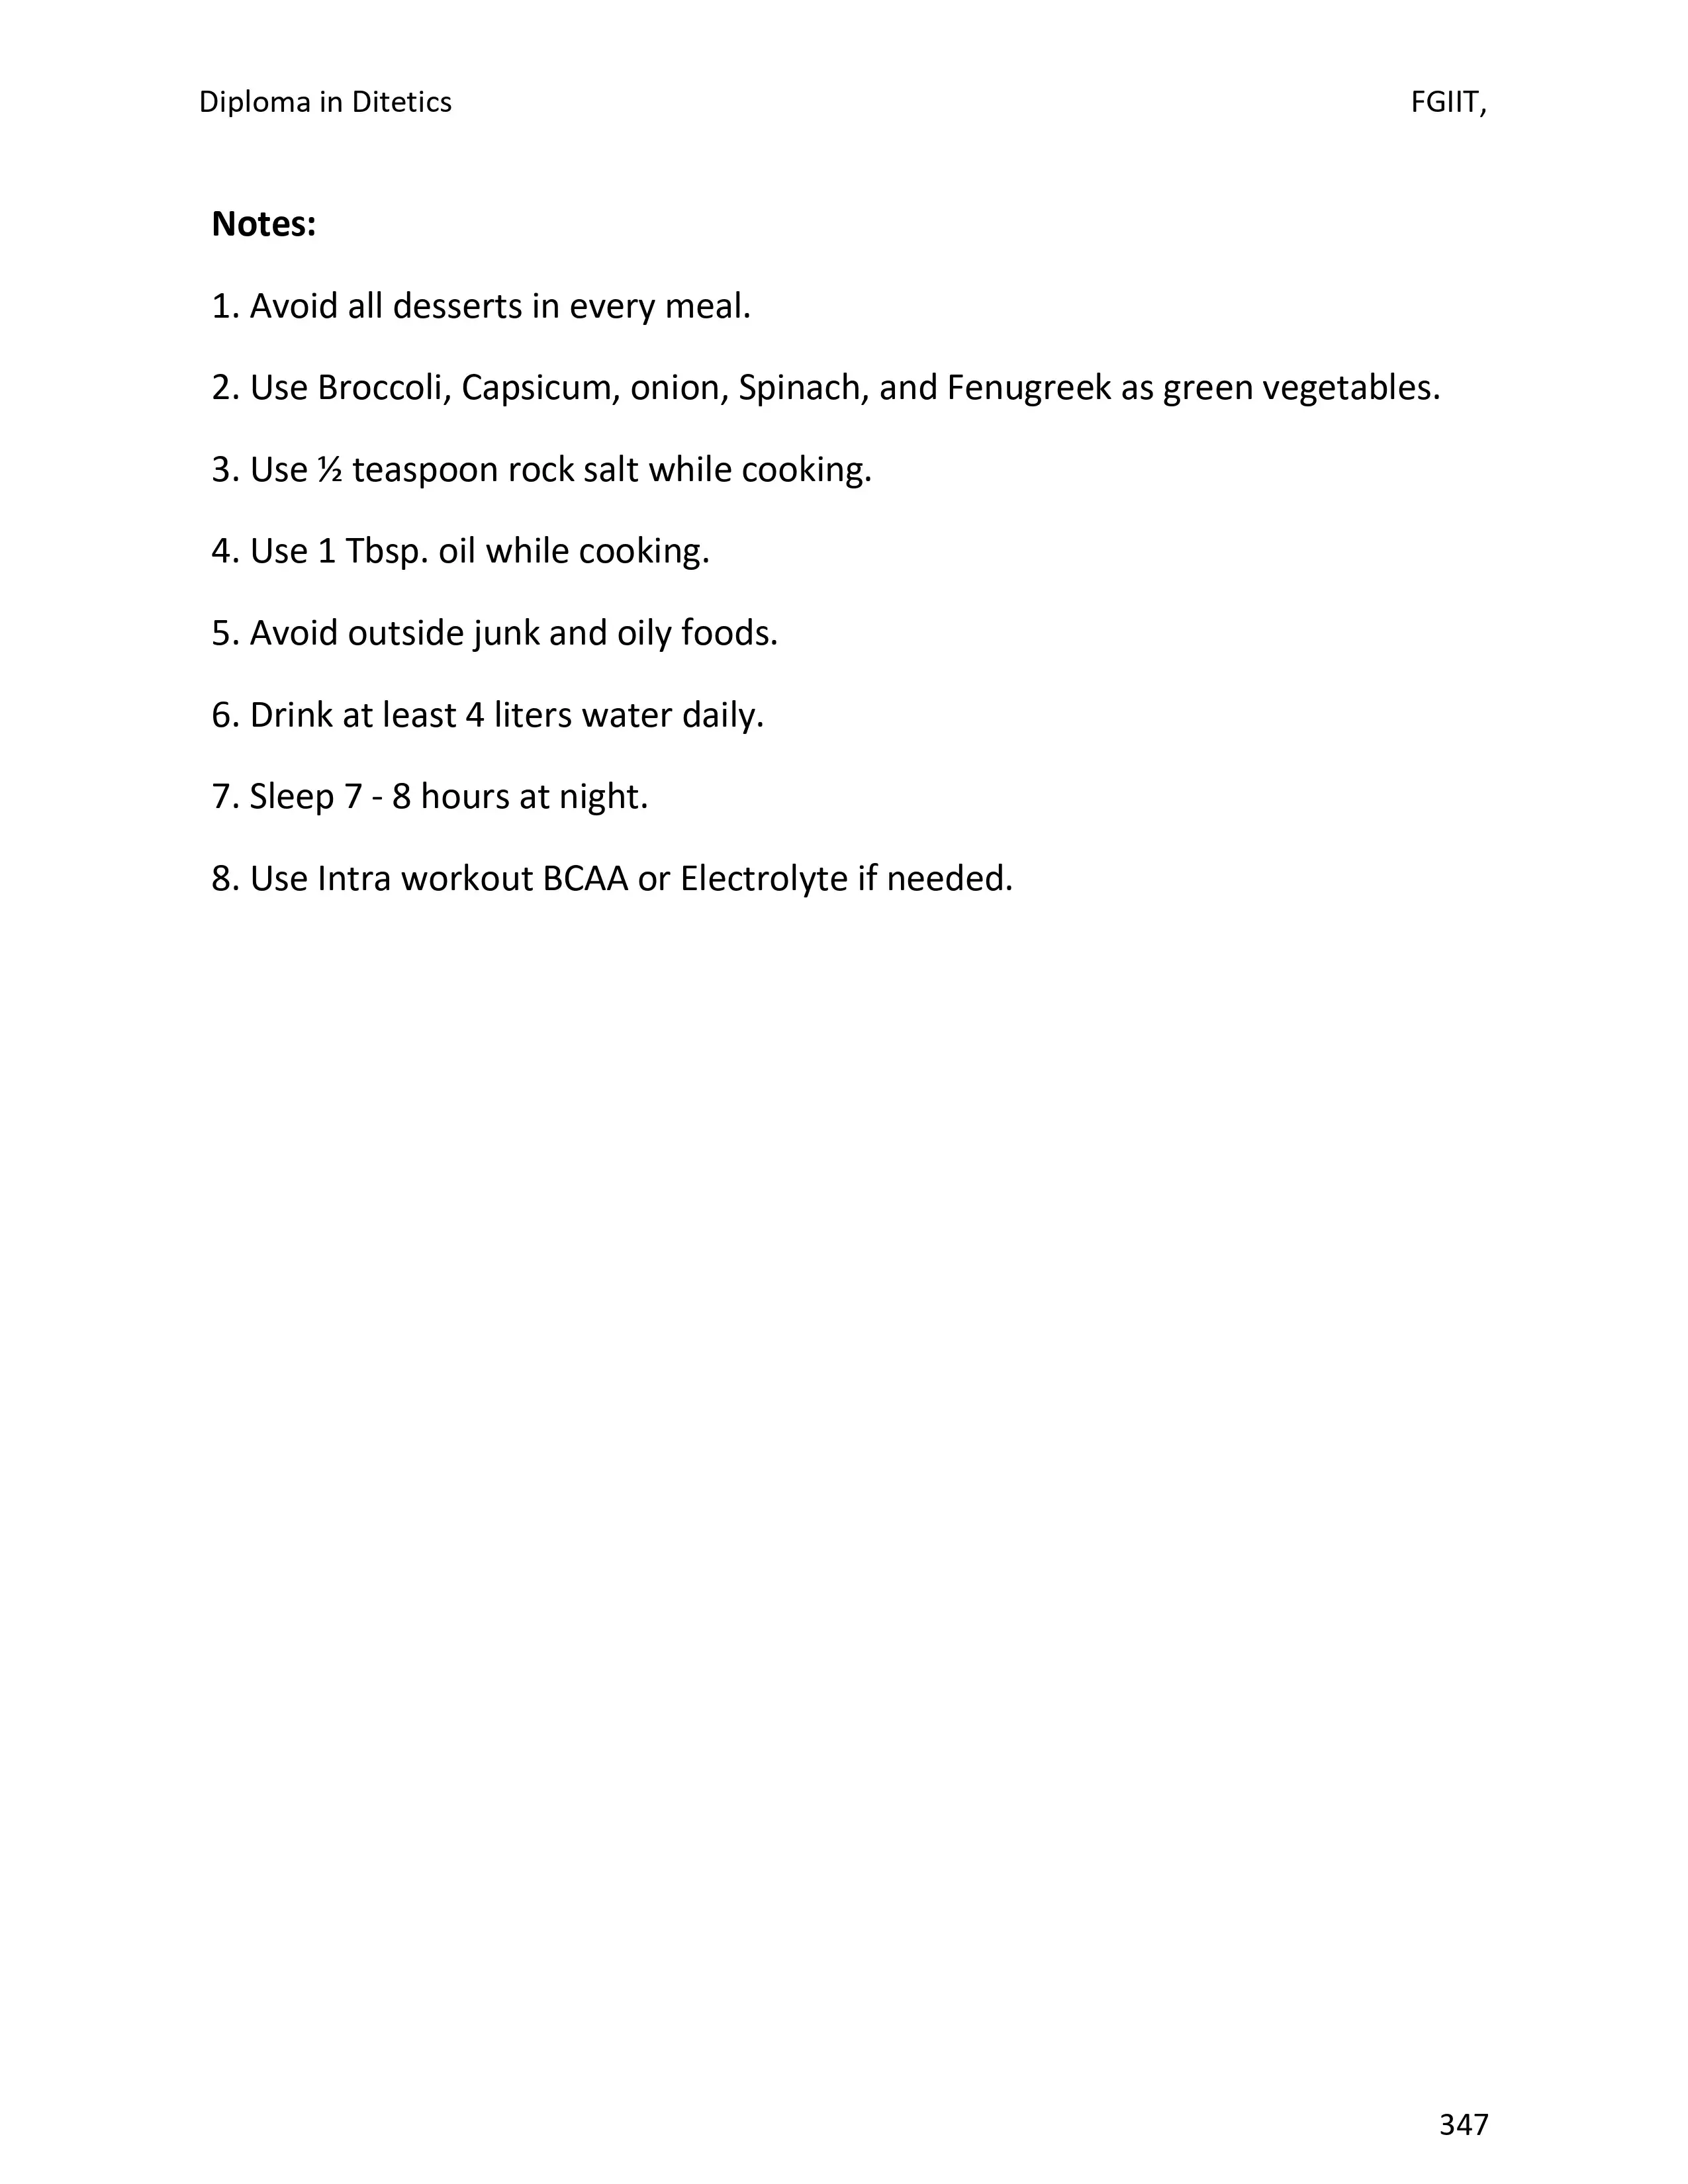 Diploma in Ditetics FGIIT,
Notes:
1. Avoid all desserts in every meal.
2. Use Broccoli, Capsicum, onion, Spinach, and Fenugreek as green vegetables.
3. Use ½ teaspoon rock salt while cooking.
4. Use 1 Tbsp. oil while cooking.
5. Avoid outside junk and oily foods.
6. Drink at least 4 liters water daily.
7. Sleep 7 - 8 hours at night.
8. Use Intra workout BCAA or Electrolyte if needed.
347